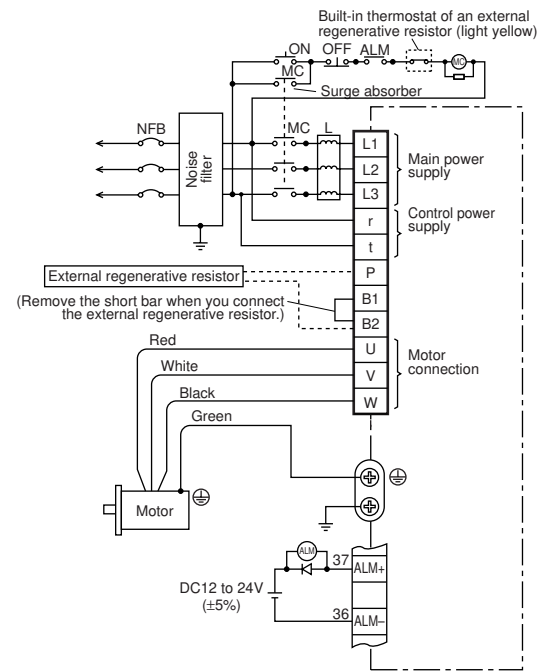 Built-in thermostat of an external
regenerative resistor (light yellow)
ON OFF ALM
MC
MC
Surge absorber
NFB
MC L
Noise
filter
L1
L2
L3
Main power
supply
r
t
Control power
supply
External regenerative resistor
P
B1
B2
(Remove the short bar when you connect
the external regenerative resistor.)
Red
White
Black
Green
U
V
W
Motor
connection
Motor
ALM
DC12 to 24V
(±5%)
37
ALM+
36
ALM–